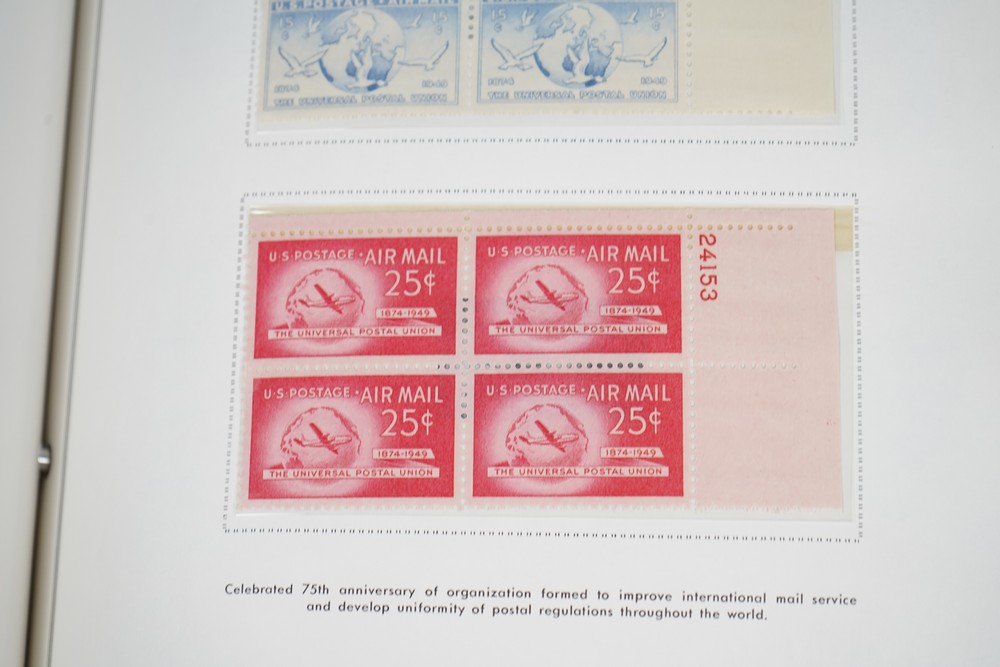 U.S. POSTAGE · AIR MAIL
15¢
15¢
1874 1949
THE UNIVERSAL POSTAL UNION
15¢
15¢
1874 1949
THE UNIVERSAL POSTAL UNION
U·S·POSTAGE · AIR MAIL
25¢
1874-1949
THE UNIVERSAL POSTAL UNION
U·S·POSTAGE · AIR MAIL
25¢
1874-1949
THE UNIVERSAL POSTAL UNION
24153
U·S·POSTAGE · AIR MAIL
25¢
1874-1949
THE UNIVERSAL POSTAL UNION
U·S·POSTAGE · AIR MAIL
25¢
1874-1949
THE UNIVERSAL POSTAL UNION
Celebrated 75th anniversary of organization formed to improve international mail service
and develop uniformity of postal regulations throughout the world.